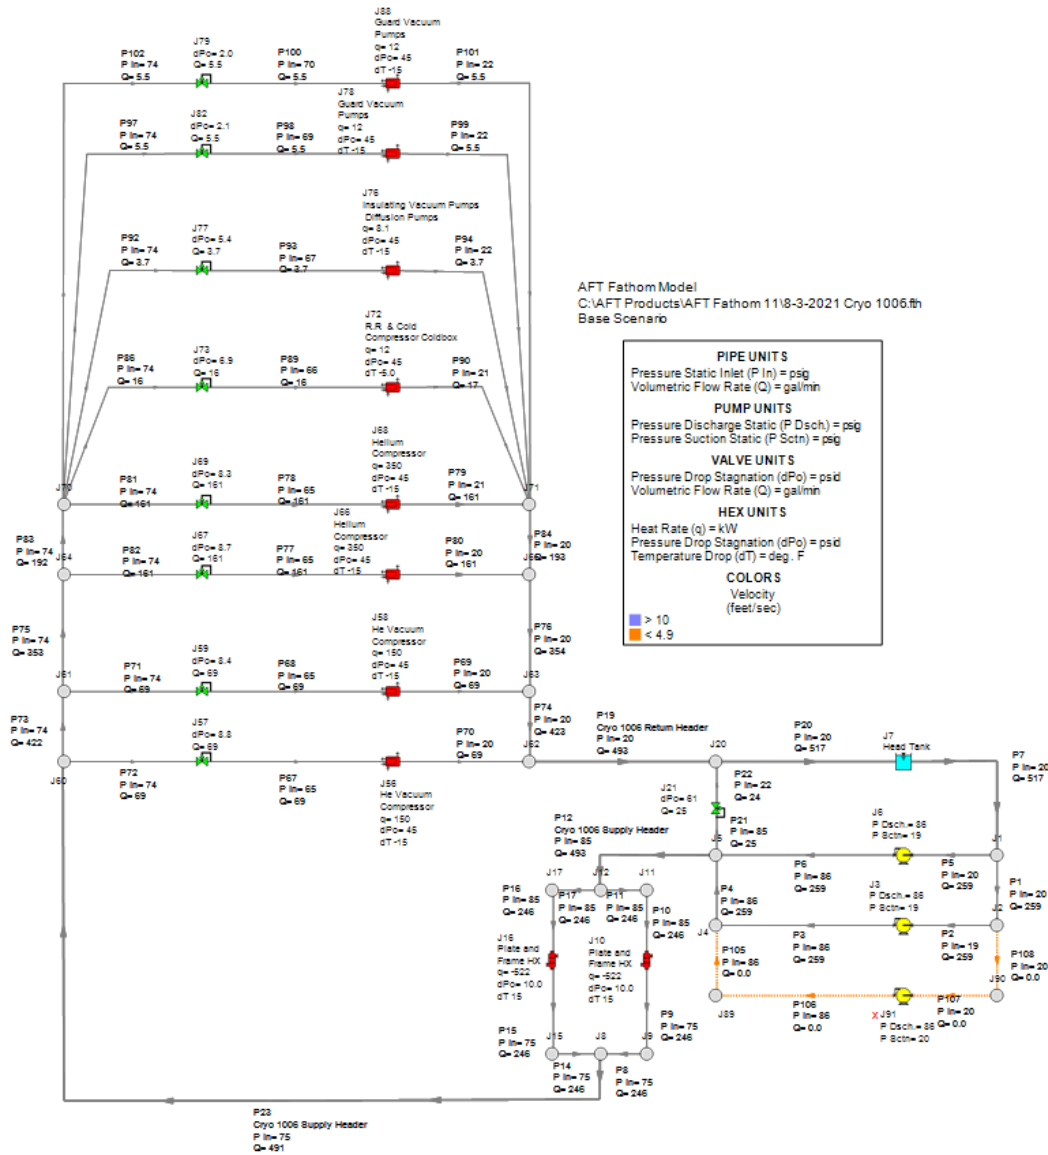 J88
Guard Vacuum
Pumps
q= 12
dPo= 45
dT -15
P102
P In= 74
Q= 5.5
J79
dPo= 2.0
Q= 5.5
P100
P In= 70
Q= 5.5
P101
P In= 22
Q= 5.5
J78
Guard Vacuum
Pumps
q= 12
dPo= 45
dT -15
P97
P In= 74
Q= 5.5
J82
dPo= 2.1
Q= 5.5
P98
P In= 69
Q= 5.5
P99
P In= 22
Q= 5.5
J76
Insulating Vacuum Pumps
Diffusion Pumps
q= 8.1
dPo= 45
dT -15
P92
P In= 74
Q= 3.7
J77
dPo= 5.4
Q= 3.7
P93
P In= 67
Q= 3.7
P94
P In= 22
Q= 3.7
AFT Fathom Model
C:\AFT Products\AFT Fathom 11\8-3-2021 Cryo 1006.fth
Base Scenario
J72
R.R. & Cold
Compressor Coldbox
q= 12
dPo= 45
dT -5.0
P86
P In= 74
Q= 16
J73
dPo= 6.9
Q= 16
P89
P In= 66
Q= 16
P90
P In= 21
Q= 17
PIPE UNITS
Pressure Static Inlet (P In) = psig
Volumetric Flow Rate (Q) = gal/min
PUMP UNITS
Pressure Discharge Static (P Dsch.) = psig
Pressure Suction Static (P Sctn) = psig
VALVE UNITS
Pressure Drop Stagnation (dPo) = psid
Volumetric Flow Rate (Q) = gal/min
HEX UNITS
Heat Rate (q) = kW
Pressure Drop Stagnation (dPo) = psid
Temperature Drop (dT) = deg. F
COLORS
Velocity
(feet/sec)
> 10
< 4.9
J68
Helium
Compressor
q= 350
dPo= 45
dT -15
J70
P81
P In= 74
Q= 161
J69
dPo= 8.3
Q= 161
P78
P In= 65
Q= 161
P79
P In= 21
Q= 161
J71
J66
Helium
Compressor
q= 350
dPo= 45
dT -15
P83
P In= 74
Q= 192
J64
P82
P In= 74
Q= 161
J67
dPo= 8.7
Q= 161
P77
P In= 65
Q= 161
P80
P In= 20
Q= 161
P84
P In= 20
Q= 193
J58
He Vacuum
Compressor
q= 150
dPo= 45
dT -15
P75
P In= 74
Q= 353
J61
P71
P In= 74
Q= 69
J59
dPo= 8.4
Q= 69
P68
P In= 65
Q= 69
P69
P In= 20
Q= 69
P76
P In= 20
Q= 354
J63
P73
P In= 74
Q= 422
J60
P72
P In= 74
Q= 69
J57
dPo= 8.8
Q= 69
P67
P In= 65
Q= 69
J56
He Vacuum
Compressor
q= 150
dPo= 45
dT -15
P70
P In= 20
Q= 69
P74
P In= 20
Q= 423
J62
P19
Cryo 1006 Return Header
P In= 20
Q= 493
J20
P20
P In= 20
Q= 517
J7
Head Tank
P7
P In= 20
Q= 517
P22
P In= 22
Q= 24
J21
dPo= 61
Q= 25
P21
P In= 85
Q= 25
J5
P12
Cryo 1006 Supply Header
P In= 85
Q= 493
J6
P Dsch.= 86
P Sctn= 19
J1
P6
P In= 86
Q= 259
P5
P In= 20
Q= 259
P1
P In= 20
Q= 259
J17
J12
J11
P16
P In= 85
Q= 246
P17
P In= 85
Q= 246
P11
P In= 85
Q= 246
P10
P In= 85
Q= 246
P4
P In= 86
Q= 259
J3
P Dsch.= 86
P Sctn= 19
J2
J4
P3
P In= 86
Q= 259
P2
P In= 19
Q= 259
J16
Plate and
Frame HX
q= -522
dPo= 10.0
dT 15
J10
Plate and
Frame HX
q= -522
dPo= 10.0
dT 15
P105
P In= 86
Q= 0.0
P108
P In= 20
Q= 0.0
J90
J89
P106
P In= 86
Q= 0.0
P107
P In= 20
Q= 0.0
X J91
P Dsch.= 86
P Sctn= 20
P15
P In= 75
Q= 246
J15
J8
J9
P9
P In= 75
Q= 246
P14
P In= 75
Q= 246
P8
P In= 75
Q= 246
P23
Cryo 1006 Supply Header
P In= 75
Q= 491